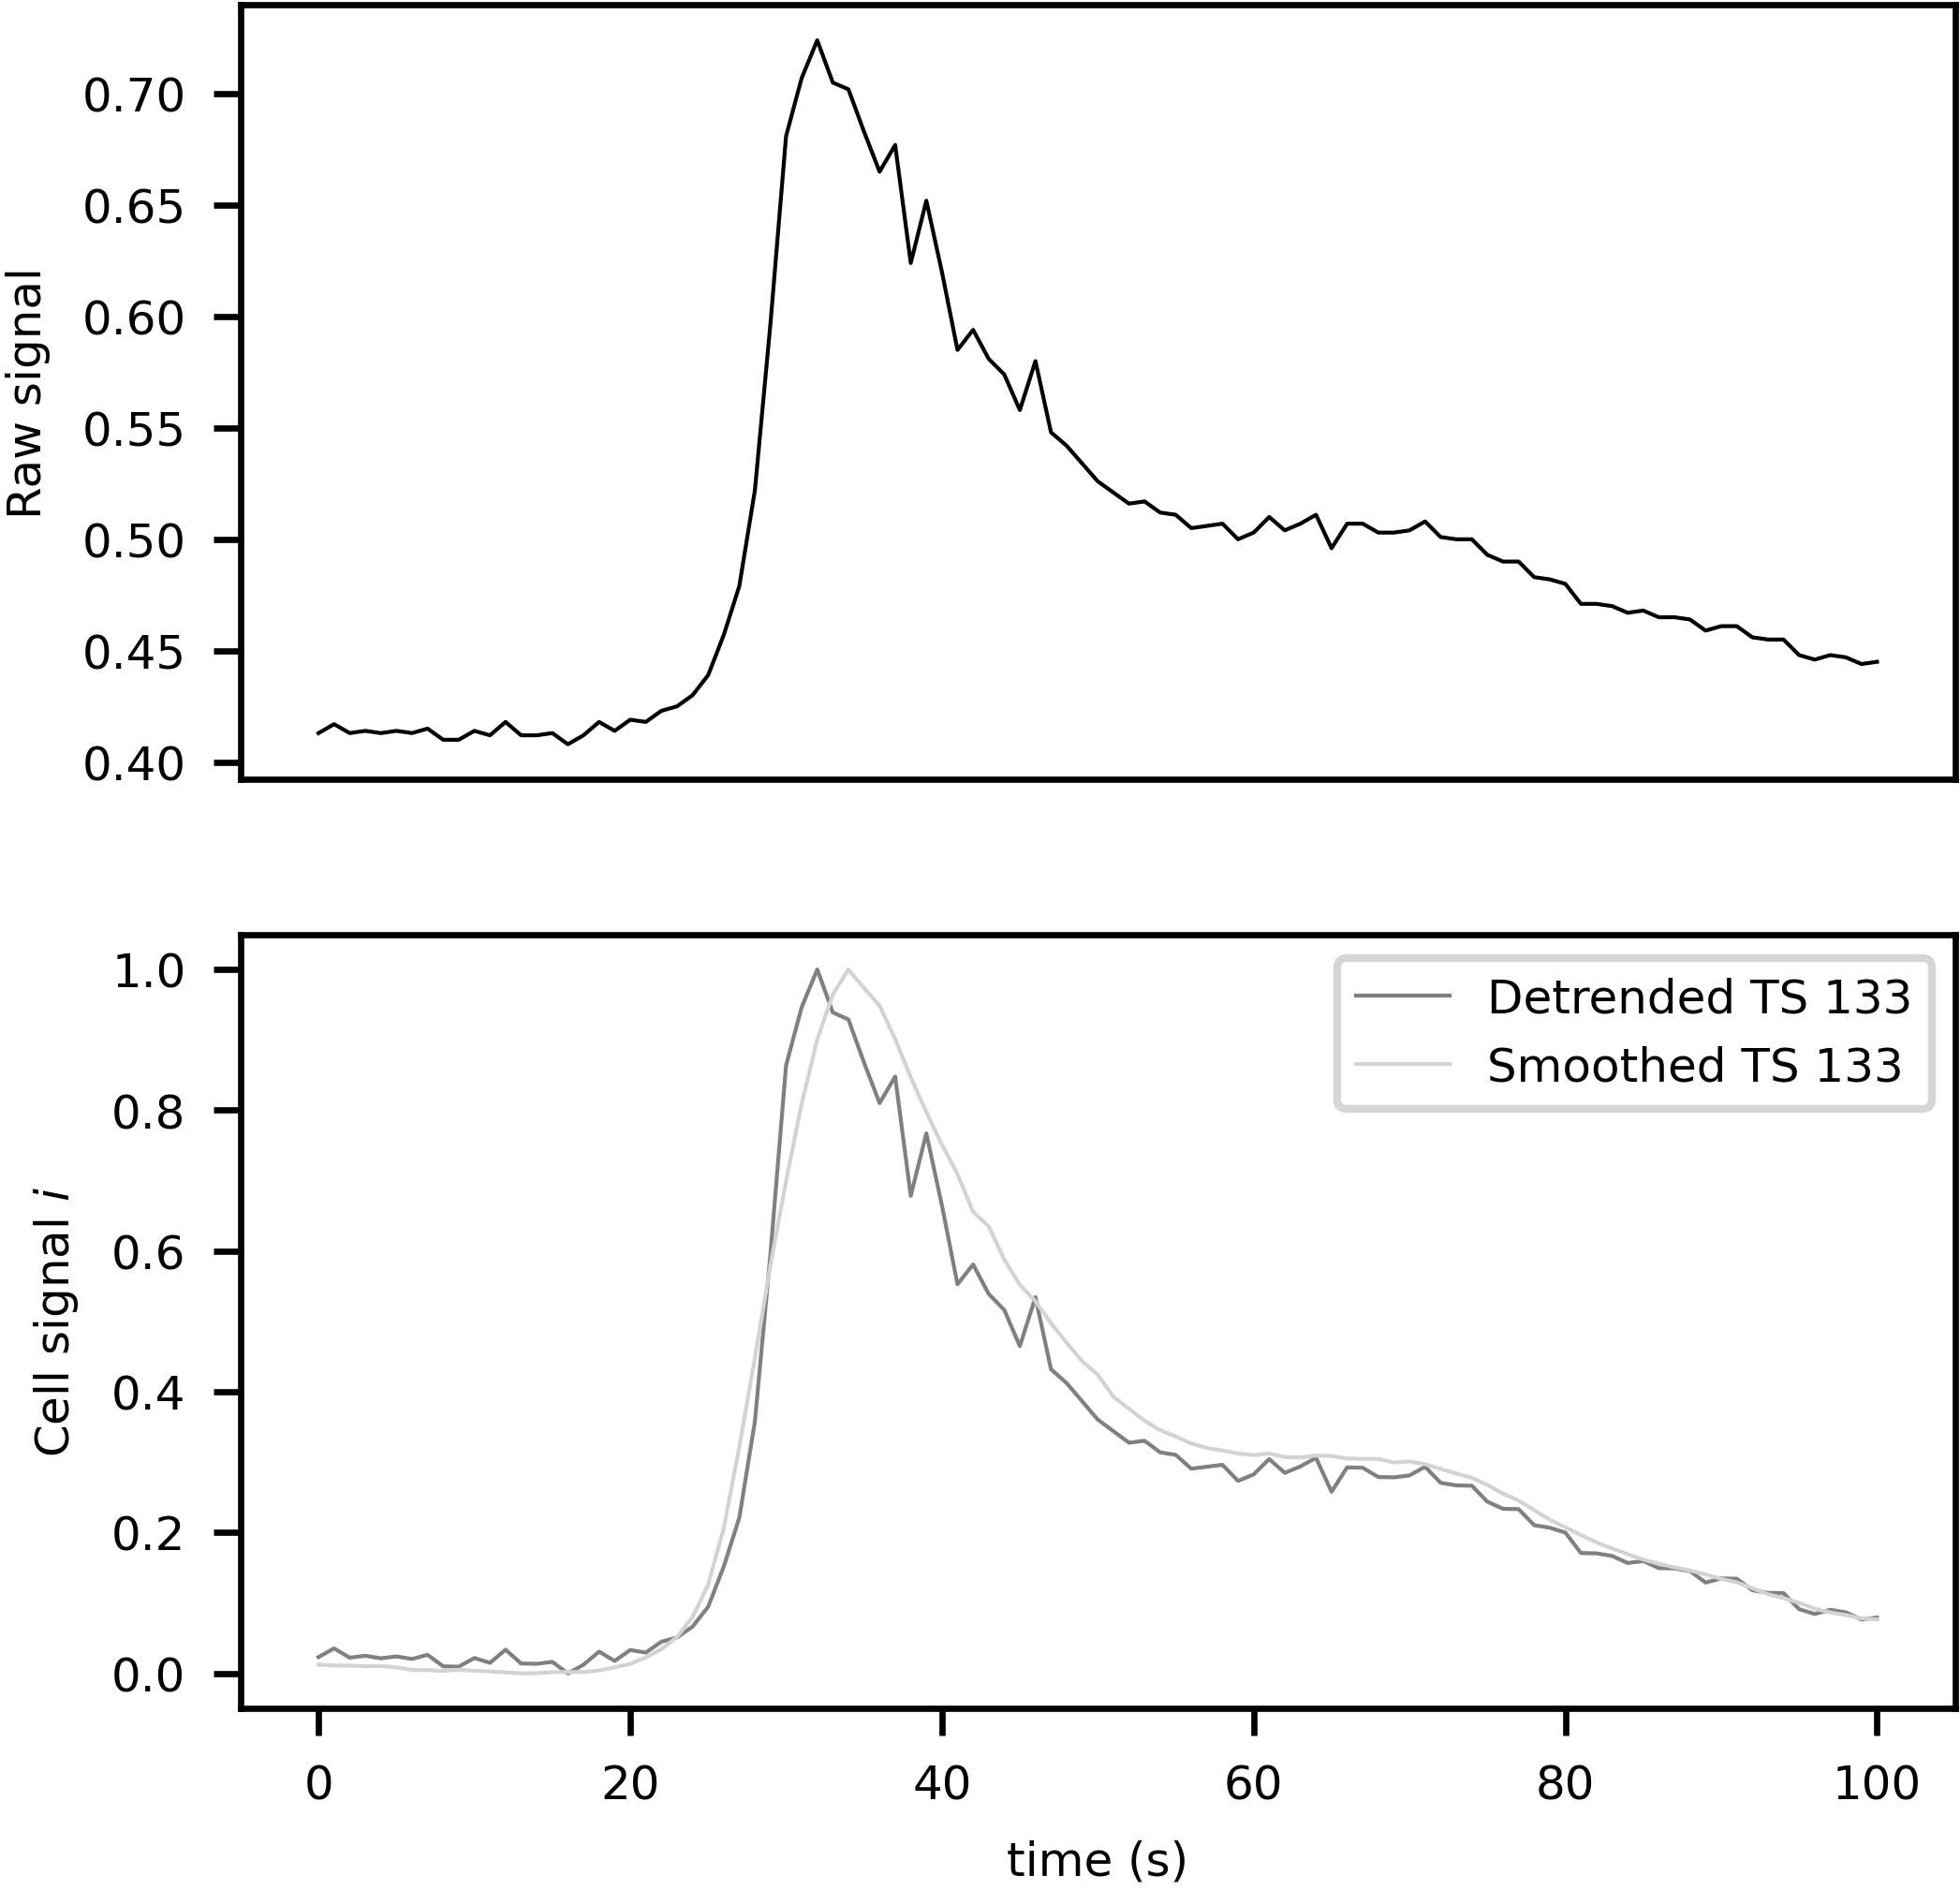 Raw signal
0.70
0.65
0.60
0.55
0.50
0.45
0.40
Cell signal i
1.0
0.8
0.6
0.4
0.2
0.0
Detrended TS 133
Smoothed TS 133
0 20 40 60 80 100
time (s)